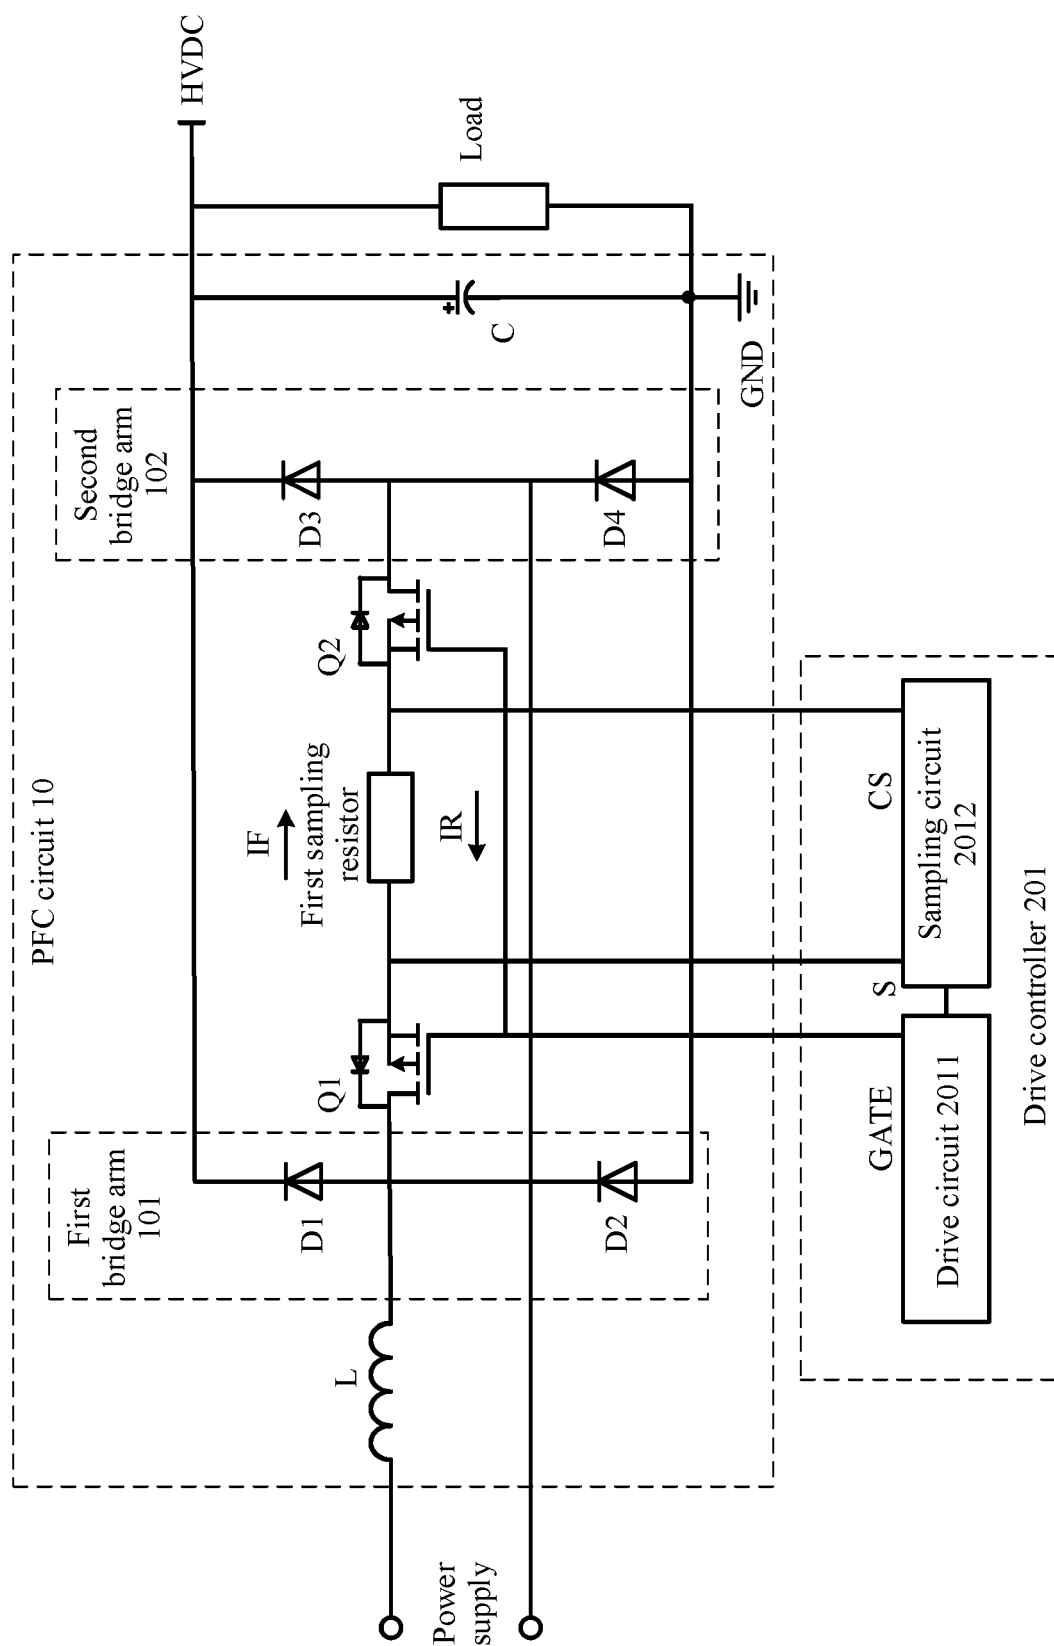 PFC circuit 10
First
bridge arm
101
Second
bridge arm
102
HVDC
D1
D3
Q1
Q2
IF
First sampling
resistor
IR
L
C
Load
Power
supply
D2
D4
GND
GATE
S
CS
Drive circuit 2011
Sampling circuit
2012
Drive controller 201